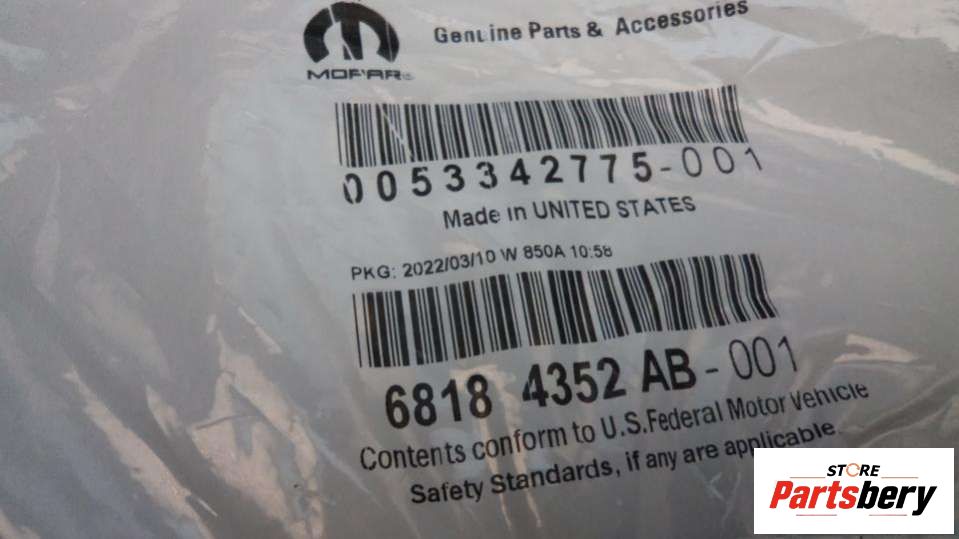 Genuine Parts & Accessories
MOPAR®
0053342775-001
Made in UNITED STATES
PKG: 2022/03/10 W 850A 10:58
6818 4352 AB-001
Contents conform to U.S.Federal Motor Vehicle
Safety Standards, if any are applicable.
STORE
Partsbery